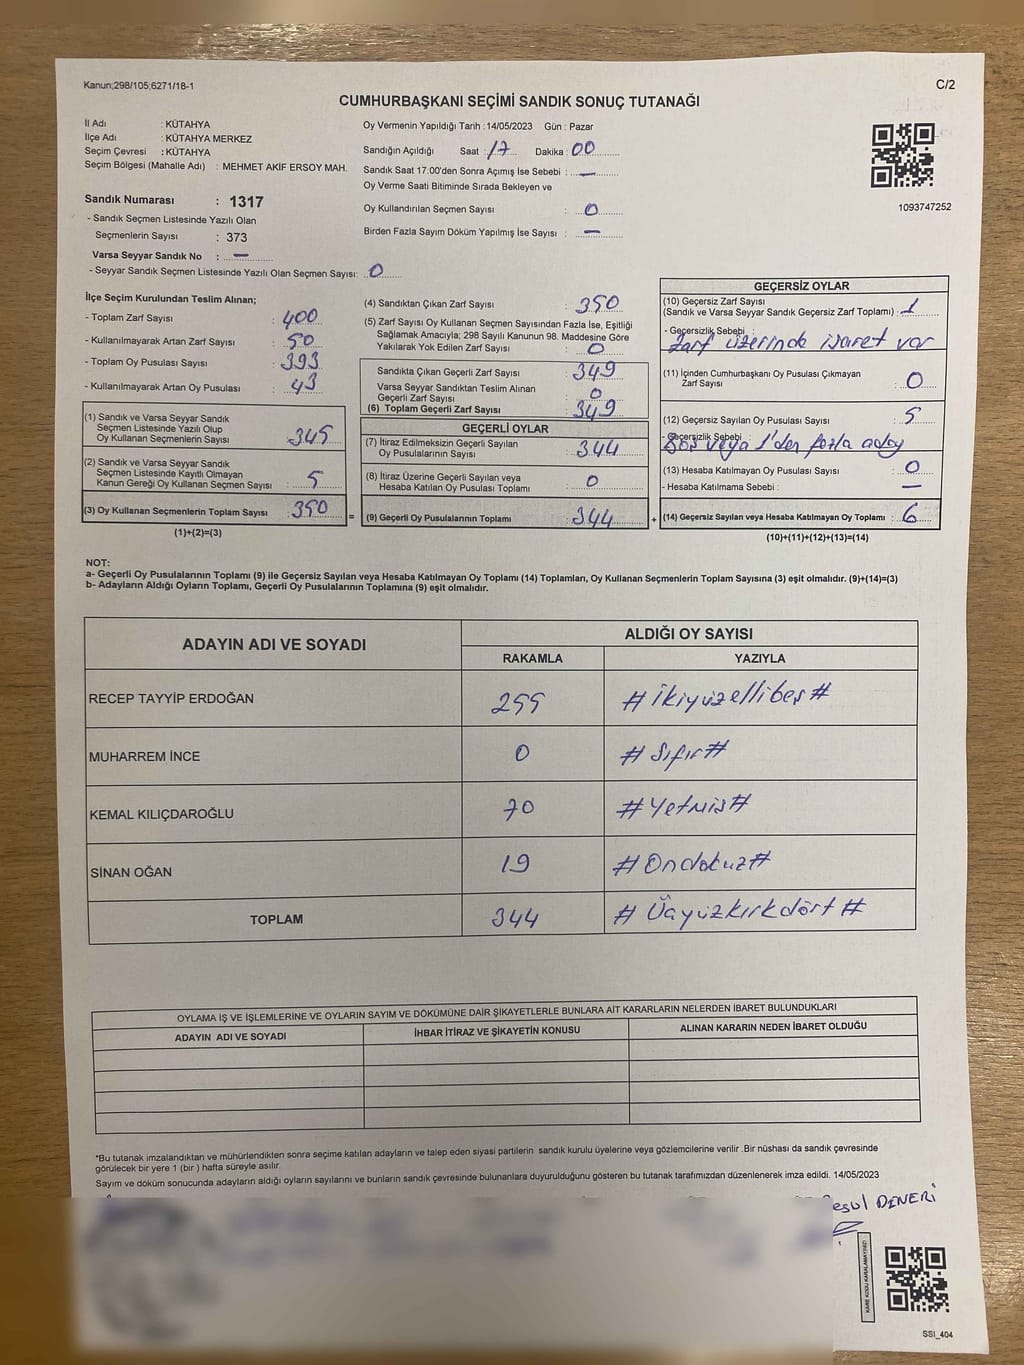 Kanun;298/105;6271/18-1
C/2
CUMHURBAŞKANI SEÇİMİ SANDIK SONUÇ TUTANAĞI
İl Adı : KÜTAHYA
İlçe Adı : KÜTAHYA MERKEZ
Seçim Çevresi : KÜTAHYA
Seçim Bölgesi (Mahalle Adı) : MEHMET AKİF ERSOY MAH.
Sandık Numarası : 1317
- Sandık Seçmen Listesinde Yazılı Olan
Seçmenlerin Sayısı : 373
Varsa Seyyar Sandık No : —
- Seyyar Sandık Seçmen Listesinde Yazılı Olan Seçmen Sayısı: 0
Oy Vermenin Yapıldığı Tarih :14/05/2023 Gün : Pazar
Sandığın Açıldığı Saat : 17 Dakika : 00
Sandık Saat 17:00'den Sonra Açımış İse Sebebi : —
Oy Verme Saati Bitiminde Sırada Bekleyen ve
Oy Kullandırılan Seçmen Sayısı : 0
Birden Fazla Sayım Döküm Yapılmış İse Sayısı : —
1093747252
İlçe Seçim Kurulundan Teslim Alınan;
- Toplam Zarf Sayısı : 400
- Kullanılmayarak Artan Zarf Sayısı : 50
- Toplam Oy Pusulası Sayısı : 393
- Kullanılmayarak Artan Oy Pusulası : 43
(1) Sandık ve Varsa Seyyar Sandık
Seçmen Listesinde Yazılı Olup
Oy Kullanan Seçmenlerin Sayısı : 345
(2) Sandık ve Varsa Seyyar Sandık
Seçmen Listesinde Kayıtlı Olmayan
Kanun Gereği Oy Kullanan Seçmen Sayısı : 5
(3) Oy Kullanan Seçmenlerin Toplam Sayısı : 350
(1)+(2)=(3)
=
(4) Sandıktan Çıkan Zarf Sayısı : 350
(5) Zarf Sayısı Oy Kullanan Seçmen Sayısından Fazla İse, Eşitliği
Sağlamak Amacıyla; 298 Sayılı Kanunun 98. Maddesine Göre
Yakılarak Yok Edilen Zarf Sayısı : 0
Sandıkta Çıkan Geçerli Zarf Sayısı : 349
Varsa Seyyar Sandıktan Teslim Alınan
Geçerli Zarf Sayısı : 0
(6) Toplam Geçerli Zarf Sayısı : 349
GEÇERLİ OYLAR
(7) İtiraz Edilmeksizin Geçerli Sayılan
Oy Pusulalarının Sayısı : 344
(8) İtiraz Üzerine Geçerli Sayılan veya
Hesaba Katılan Oy Pusulası Toplamı : 0
(9) Geçerli Oy Pusulalarının Toplamı : 344
+
GEÇERSİZ OYLAR
(10) Geçersiz Zarf Sayısı
(Sandık ve Varsa Seyyar Sandık Geçersiz Zarf Toplamı) : 1
- Geçersizlik Sebebi :
Zarf üzerinde işaret var
(11) İçinden Cumhurbaşkanı Oy Pusulası Çıkmayan
Zarf Sayısı : 0
(12) Geçersiz Sayılan Oy Pusulası Sayısı : 5
- Geçersizlik Sebebi :
Boş veya 1'den fazla aday
(13) Hesaba Katılmayan Oy Pusulası Sayısı : 0
- Hesaba Katılmama Sebebi : —
(14) Geçersiz Sayılan veya Hesaba Katılmayan Oy Toplamı : 6
(10)+(11)+(12)+(13)=(14)
NOT:
a- Geçerli Oy Pusulalarının Toplamı (9) ile Geçersiz Sayılan veya Hesaba Katılmayan Oy Toplamı (14) Toplamları, Oy Kullanan Seçmenlerin Toplam Sayısına (3) eşit olmalıdır. (9)+(14)=(3)
b- Adayların Aldığı Oyların Toplamı, Geçerli Oy Pusulalarının Toplamına (9) eşit olmalıdır.
ADAYIN ADI VE SOYADI
ALDIĞI OY SAYISI
RAKAMLA YAZIYLA
RECEP TAYYİP ERDOĞAN 255 #İkiyüzellibeş#
MUHARREM İNCE 0 #Sıfır#
KEMAL KILIÇDAROĞLU 70 #Yetmiş#
SİNAN OĞAN 19 #Ondokuz#
TOPLAM 344 #Üçyüzkırkdört#
OYLAMA İŞ VE İŞLEMLERİNE VE OYLARIN SAYIM VE DÖKÜMÜNE DAİR ŞİKAYETLERLE BUNLARA AİT KARARLARIN NELERDEN İBARET BULUNDUKLARI
ADAYIN ADI VE SOYADI İHBAR İTİRAZ VE ŞİKAYETİN KONUSU ALINAN KARARIN NEDEN İBARET OLDUĞU
*Bu tutanak imzalandıktan ve mühürlendikten sonra seçime katılan adayların ve talep eden siyasi partilerin sandık kurulu üyelerine veya gözlemcilerine verilir .Bir nüshası da sandık çevresinde
görülecek bir yere 1 (bir ) hafta süreyle asılır.
Sayım ve döküm sonucunda adayların aldığı oyların sayılarını ve bunların sandık çevresinde bulunanlara duyurulduğunu gösteren bu tutanak tarafımızdan düzenlenerek imza edildi. 14/05/2023
esul DENERİ
KARE KODU KARALAMAYINIZ!
SSI_404